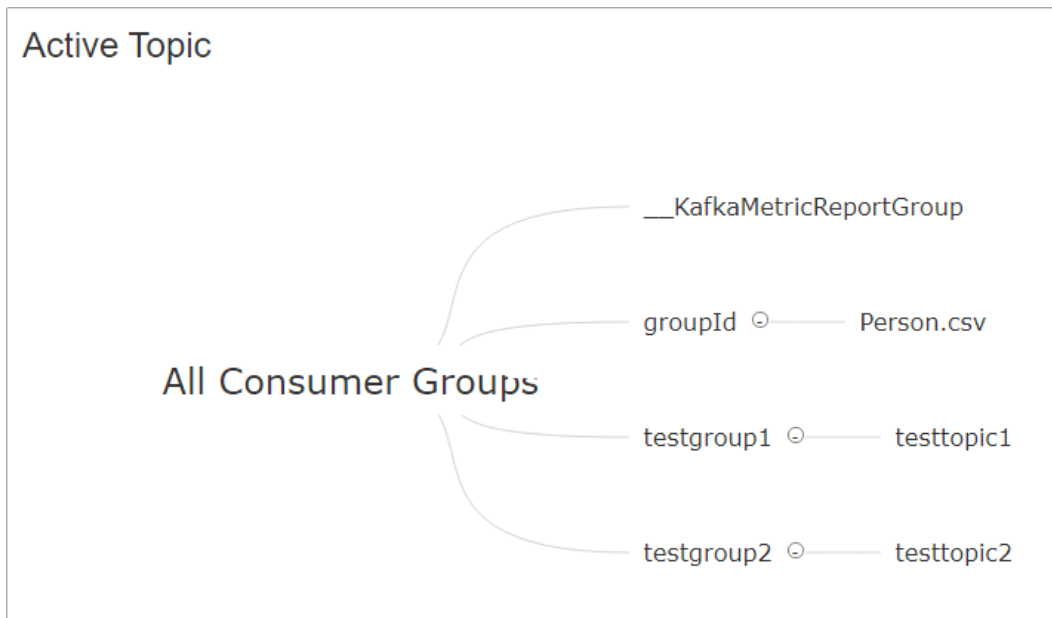 Active Topic
__KafkaMetricReportGroup
groupId - Person.csv
All Consumer Groups
testgroup1 - testtopic1
testgroup2 - testtopic2